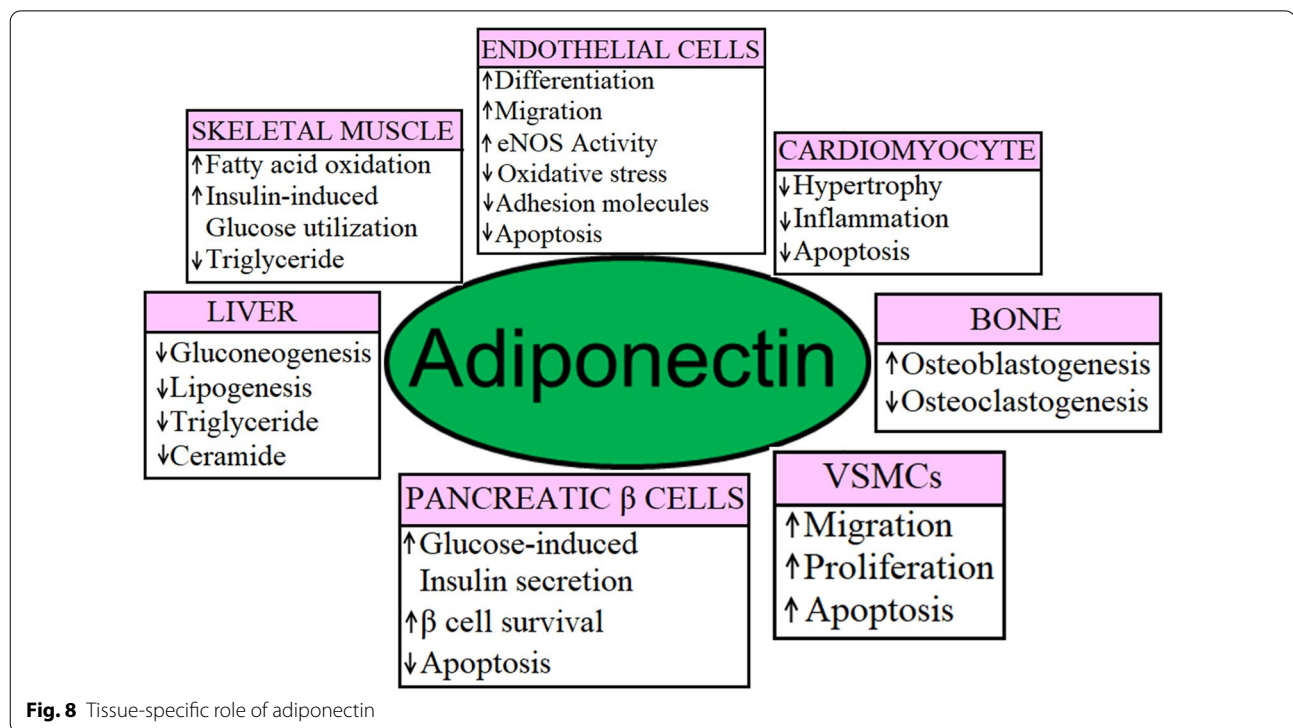 ENDOTHELIAL CELLS
↑Differentiation
↑Migration
↑eNOS Activity
↓Oxidative stress
↓Adhesion molecules
↓Apoptosis
SKELETAL MUSCLE
↑Fatty acid oxidation
↑Insulin-induced
Glucose utilization
↓Triglyceride
CARDIOMYOCYTE
↓Hypertrophy
↓Inflammation
↓Apoptosis
LIVER
↓Gluconeogenesis
↓Lipogenesis
↓Triglyceride
↓Ceramide
Adiponectin
BONE
↑Osteoblastogenesis
↓Osteoclastogenesis
PANCREATIC β CELLS
↑Glucose-induced
Insulin secretion
↑β cell survival
↓Apoptosis
VSMCs
↑Migration
↑Proliferation
↑Apoptosis
Fig. 8 Tissue-specific role of adiponectin